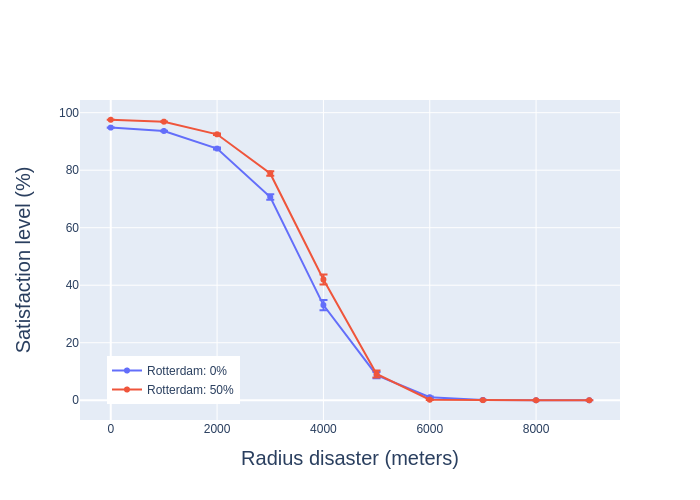 100
80
60
40
20
0
Satisfaction level (%)
Rotterdam: 0%
Rotterdam: 50%
0 2000 4000 6000 8000
Radius disaster (meters)